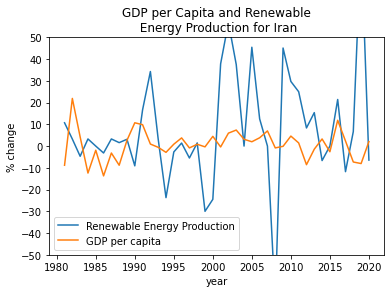 GDP per Capita and Renewable
Energy Production for Iran
50
40
30
20
10
0
−10
−20
−30
−40
−50
% change
Renewable Energy Production
GDP per capita
1980 1985 1990 1995 2000 2005 2010 2015 2020
year